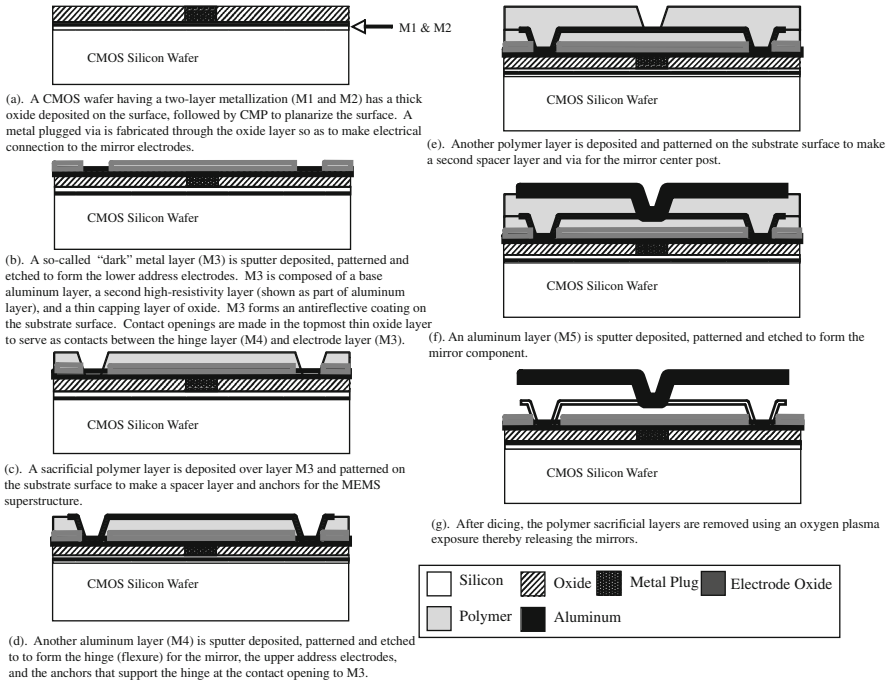 M1 & M2
CMOS Silicon Wafer
(a). A CMOS wafer having a two-layer metallization (M1 and M2) has a thick
oxide deposited on the surface, followed by CMP to planarize the surface. A
metal plugged via is fabricated through the oxide layer so as to make electrical
connection to the mirror electrodes.
CMOS Silicon Wafer
(b). A so-called “dark” metal layer (M3) is sputter deposited, patterned and
etched to form the lower address electrodes. M3 is composed of a base
aluminum layer, a second high-resistivity layer (shown as part of aluminum
layer), and a thin capping layer of oxide. M3 forms an antireflective coating on
the substrate surface. Contact openings are made in the topmost thin oxide layer
to serve as contacts between the hinge layer (M4) and electrode layer (M3).
CMOS Silicon Wafer
(c). A sacrificial polymer layer is deposited over layer M3 and patterned on
the substrate surface to make a spacer layer and anchors for the MEMS
superstructure.
CMOS Silicon Wafer
(d). Another aluminum layer (M4) is sputter deposited, patterned and etched
to to form the hinge (flexure) for the mirror, the upper address electrodes,
and the anchors that support the hinge at the contact opening to M3.
CMOS Silicon Wafer
(e). Another polymer layer is deposited and patterned on the substrate surface to make
a second spacer layer and via for the mirror center post.
CMOS Silicon Wafer
(f). An aluminum layer (M5) is sputter deposited, patterned and etched to form the
mirror component.
CMOS Silicon Wafer
(g). After dicing, the polymer sacrificial layers are removed using an oxygen plasma
exposure thereby releasing the mirrors.
Silicon Oxide Metal Plug Electrode Oxide
Polymer Aluminum